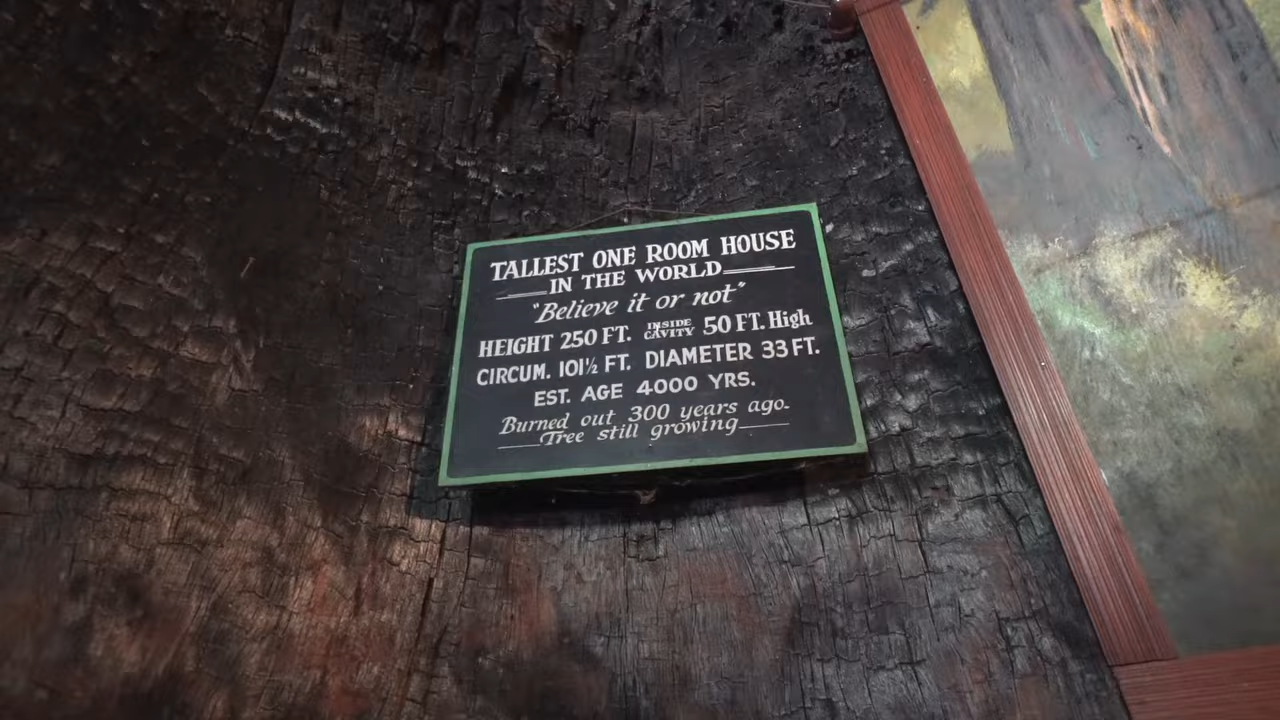 TALLEST ONE ROOM HOUSE
IN THE WORLD
"Believe it or not"
HEIGHT 250 FT. INSIDE CAVITY 50 FT. High
CIRCUM. 101½ FT. DIAMETER 33 FT.
EST. AGE 4000 YRS.
Burned out 300 years ago.
Tree still growing